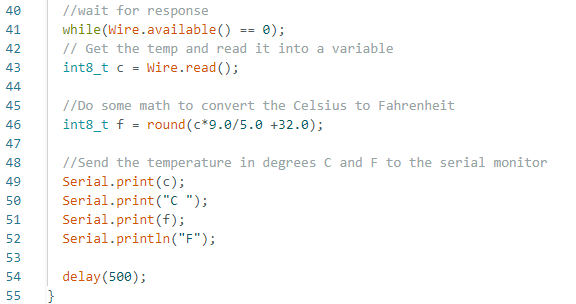 40 //wait for response
41 while(Wire.available() == 0);
42 // Get the temp and read it into a variable
43 int8_t c = Wire.read();
44
45 //Do some math to convert the Celsius to Fahrenheit
46 int8_t f = round(c*9.0/5.0 +32.0);
47
48 //Send the temperature in degrees C and F to the serial monitor
49 Serial.print(c);
50 Serial.print("C ");
51 Serial.print(f);
52 Serial.println("F");
53
54 delay(500);
55 }